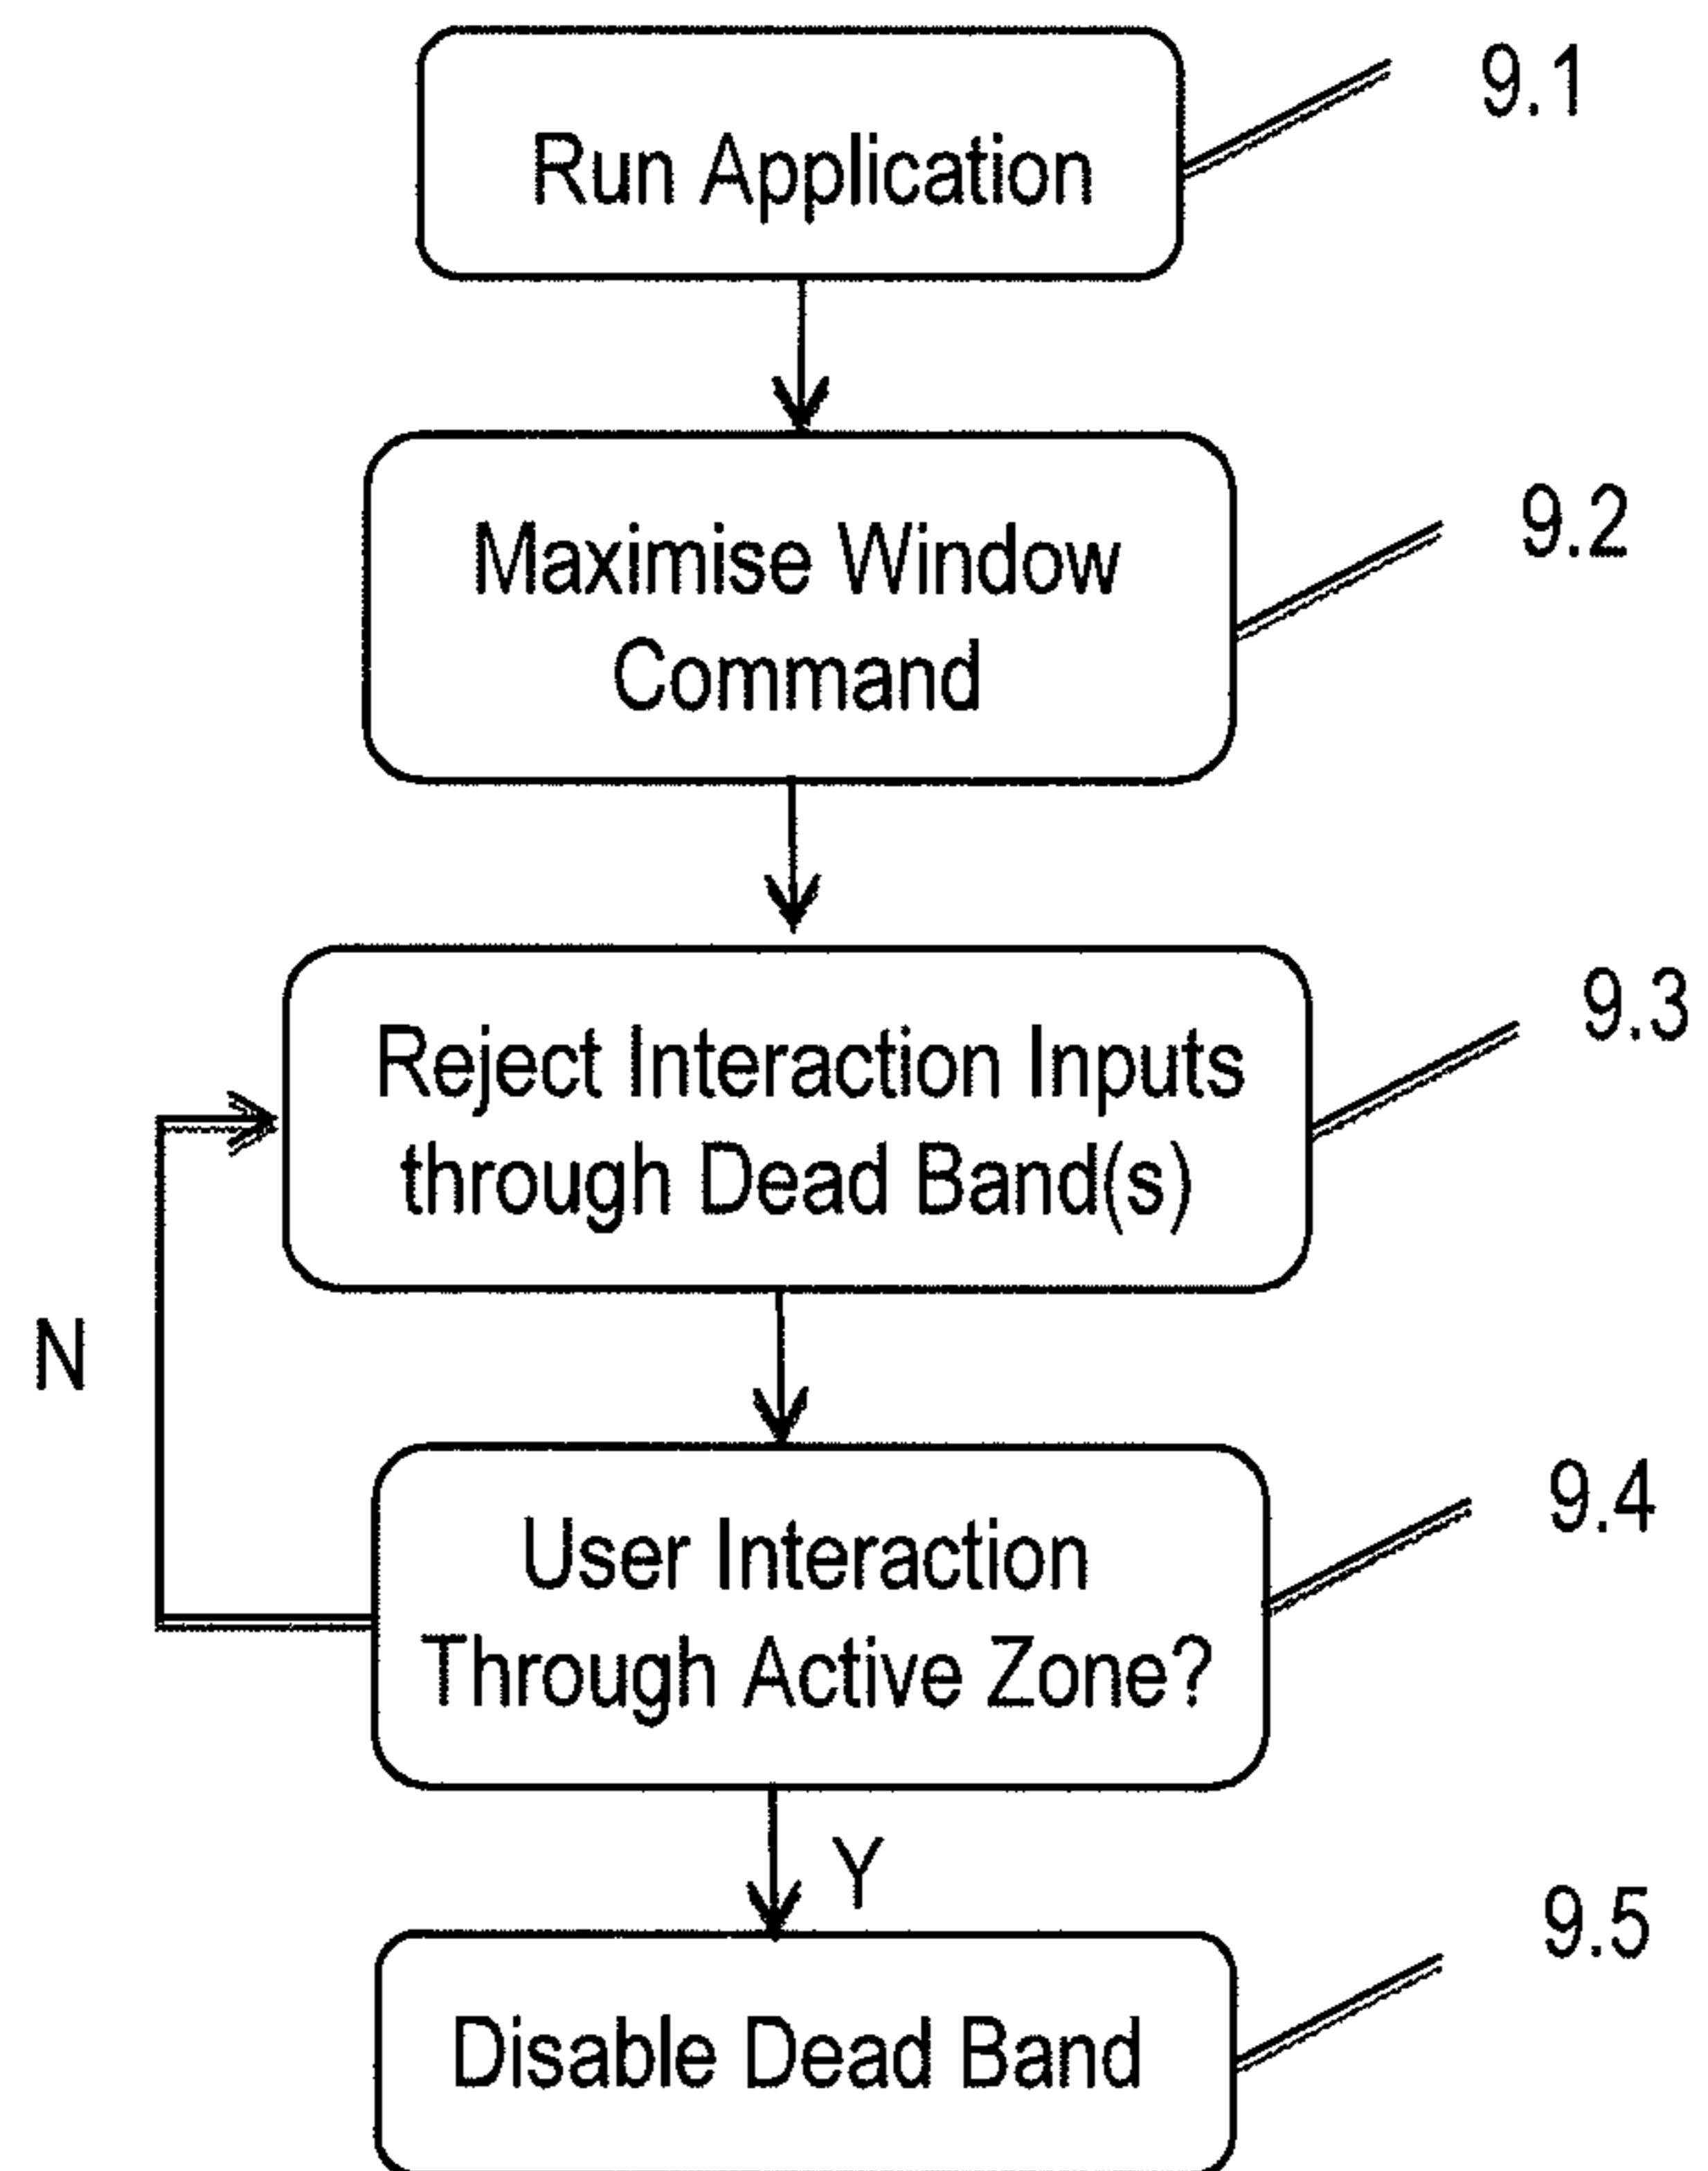 Run Application
9.1
Maximise Window
Command
9.2
Reject Interaction Inputs
through Dead Band(s)
9.3
N
User Interaction
Through Active Zone?
9.4
Y
Disable Dead Band
9.5